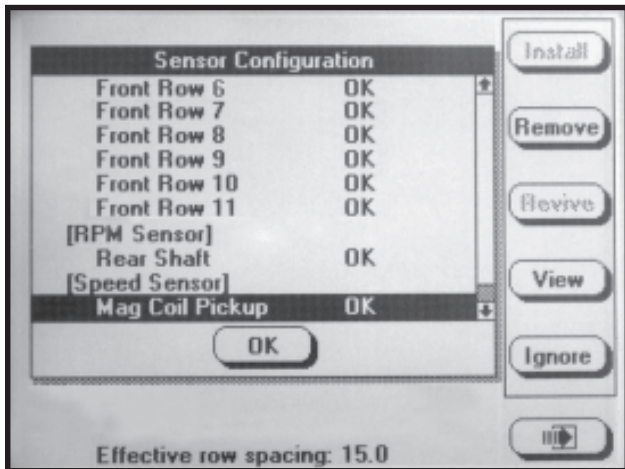 Sensor Configuration
Front Row 6 OK
Front Row 7 OK
Front Row 8 OK
Front Row 9 OK
Front Row 10 OK
Front Row 11 OK
[RPM Sensor]
Rear Shaft OK
[Speed Sensor]
Mag Coil Pickup OK
OK
Effective row spacing: 15.0
Install
Remove
Revive
View
Ignore